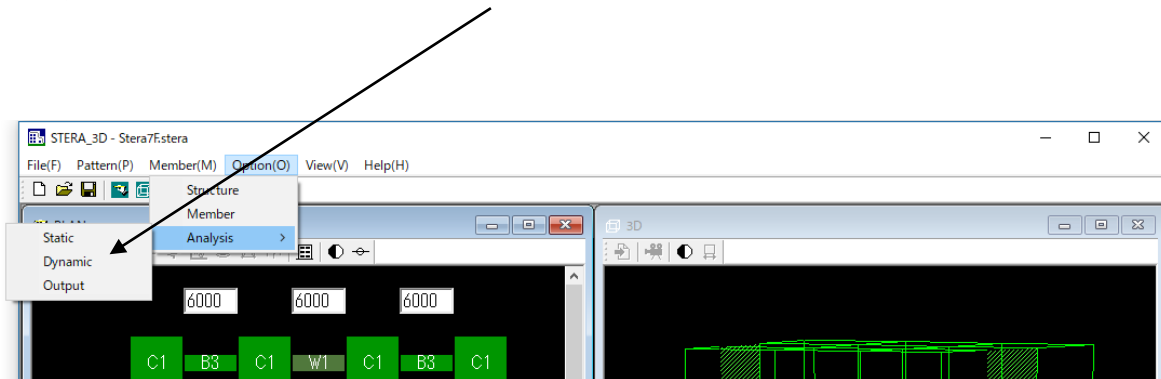 STERA_3D - Stera7F.stera
File(F) Pattern(P) Member(M) Option(O) View(V) Help(H)
Structure
Member
Analysis >
Static
Dynamic
Output
3D
6000 6000 6000
C1 B3 C1 W1 C1 B3 C1